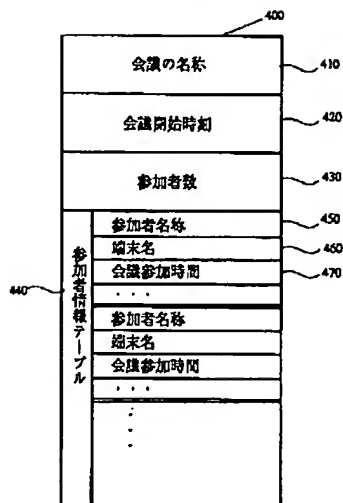 400
会議の名称
410
会議開始時刻
420
参加者数
430
参加者情報テーブル
440
参加者名称
450
端末名
460
会議参加時間
470
・・・
参加者名称
端末名
会議参加時間
・・・